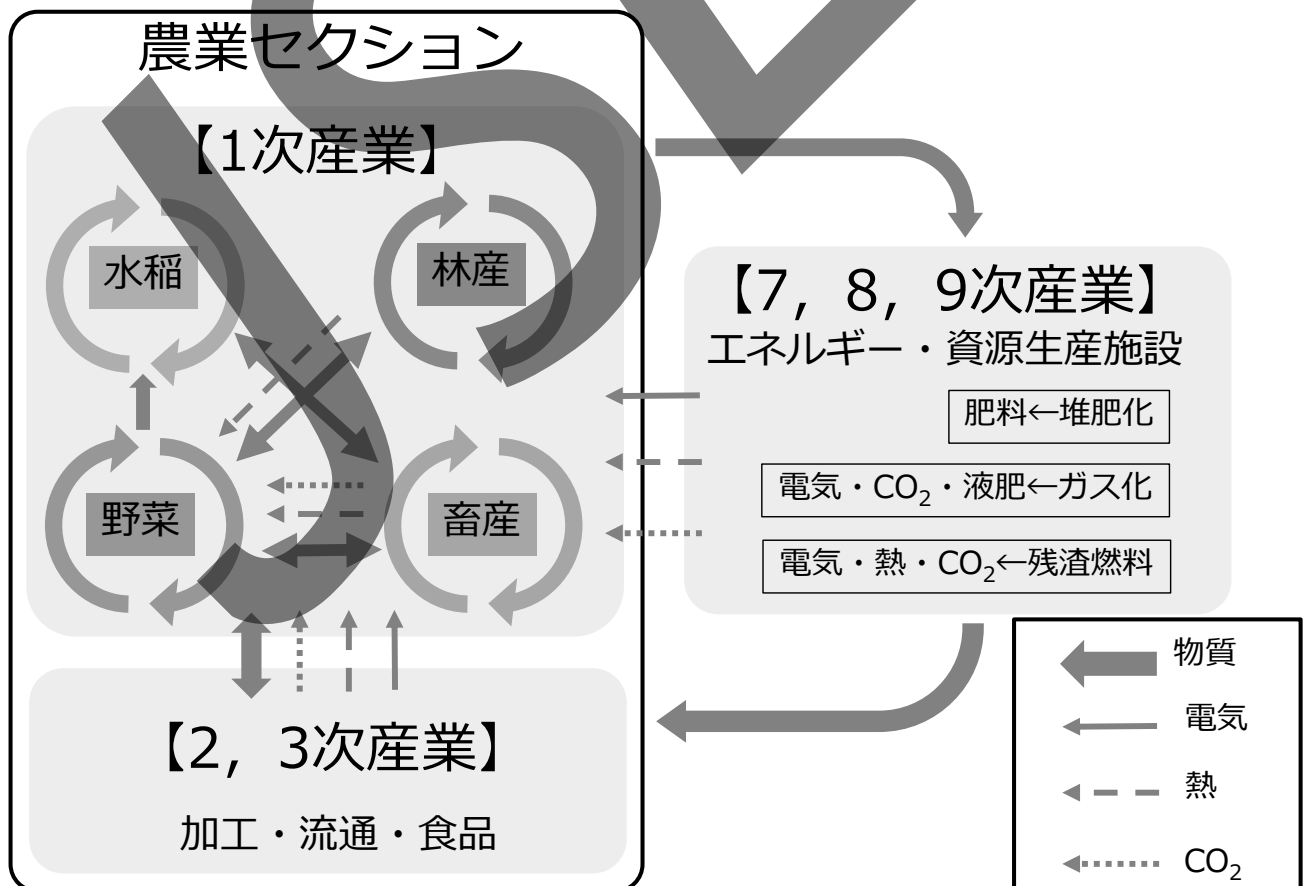 農業セクション
【1次産業】
水稲
林産
野菜
畜産
【2, 3次産業】
加工・流通・食品
【7, 8, 9次産業】
エネルギー・資源生産施設
肥料←堆肥化
電気・CO₂・液肥←ガス化
電気・熱・CO₂←残渣燃料
物質
電気
熱
CO₂